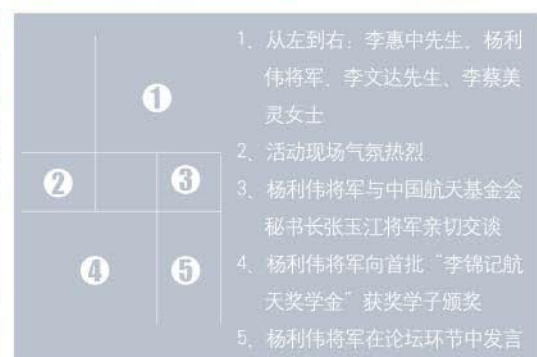 1、从左到右：李惠中先生、杨利
伟将军、李文达先生、李蔡美
灵女士
2、活动现场气氛热烈
3、杨利伟将军与中国航天基金会
秘书长张玉江将军亲切交谈
4、杨利伟将军向首批“李锦记航
天奖学金”获奖学子颁奖
5、杨利伟将军在论坛环节中发言
1
2
3
4
5